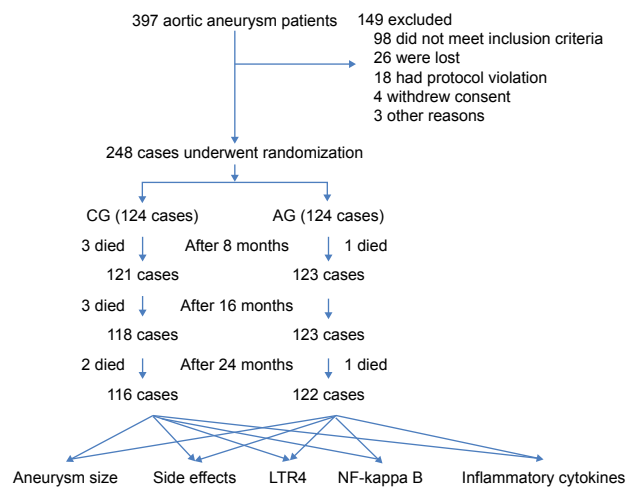 397 aortic aneurysm patients
149 excluded
98 did not meet inclusion criteria
26 were lost
18 had protocol violation
4 withdrew consent
3 other reasons
248 cases underwent randomization
CG (124 cases) AG (124 cases)
3 died After 8 months 1 died
121 cases 123 cases
3 died After 16 months
118 cases 123 cases
2 died After 24 months 1 died
116 cases 122 cases
Aneurysm size Side effects LTR4 NF-kappa B Inflammatory cytokines